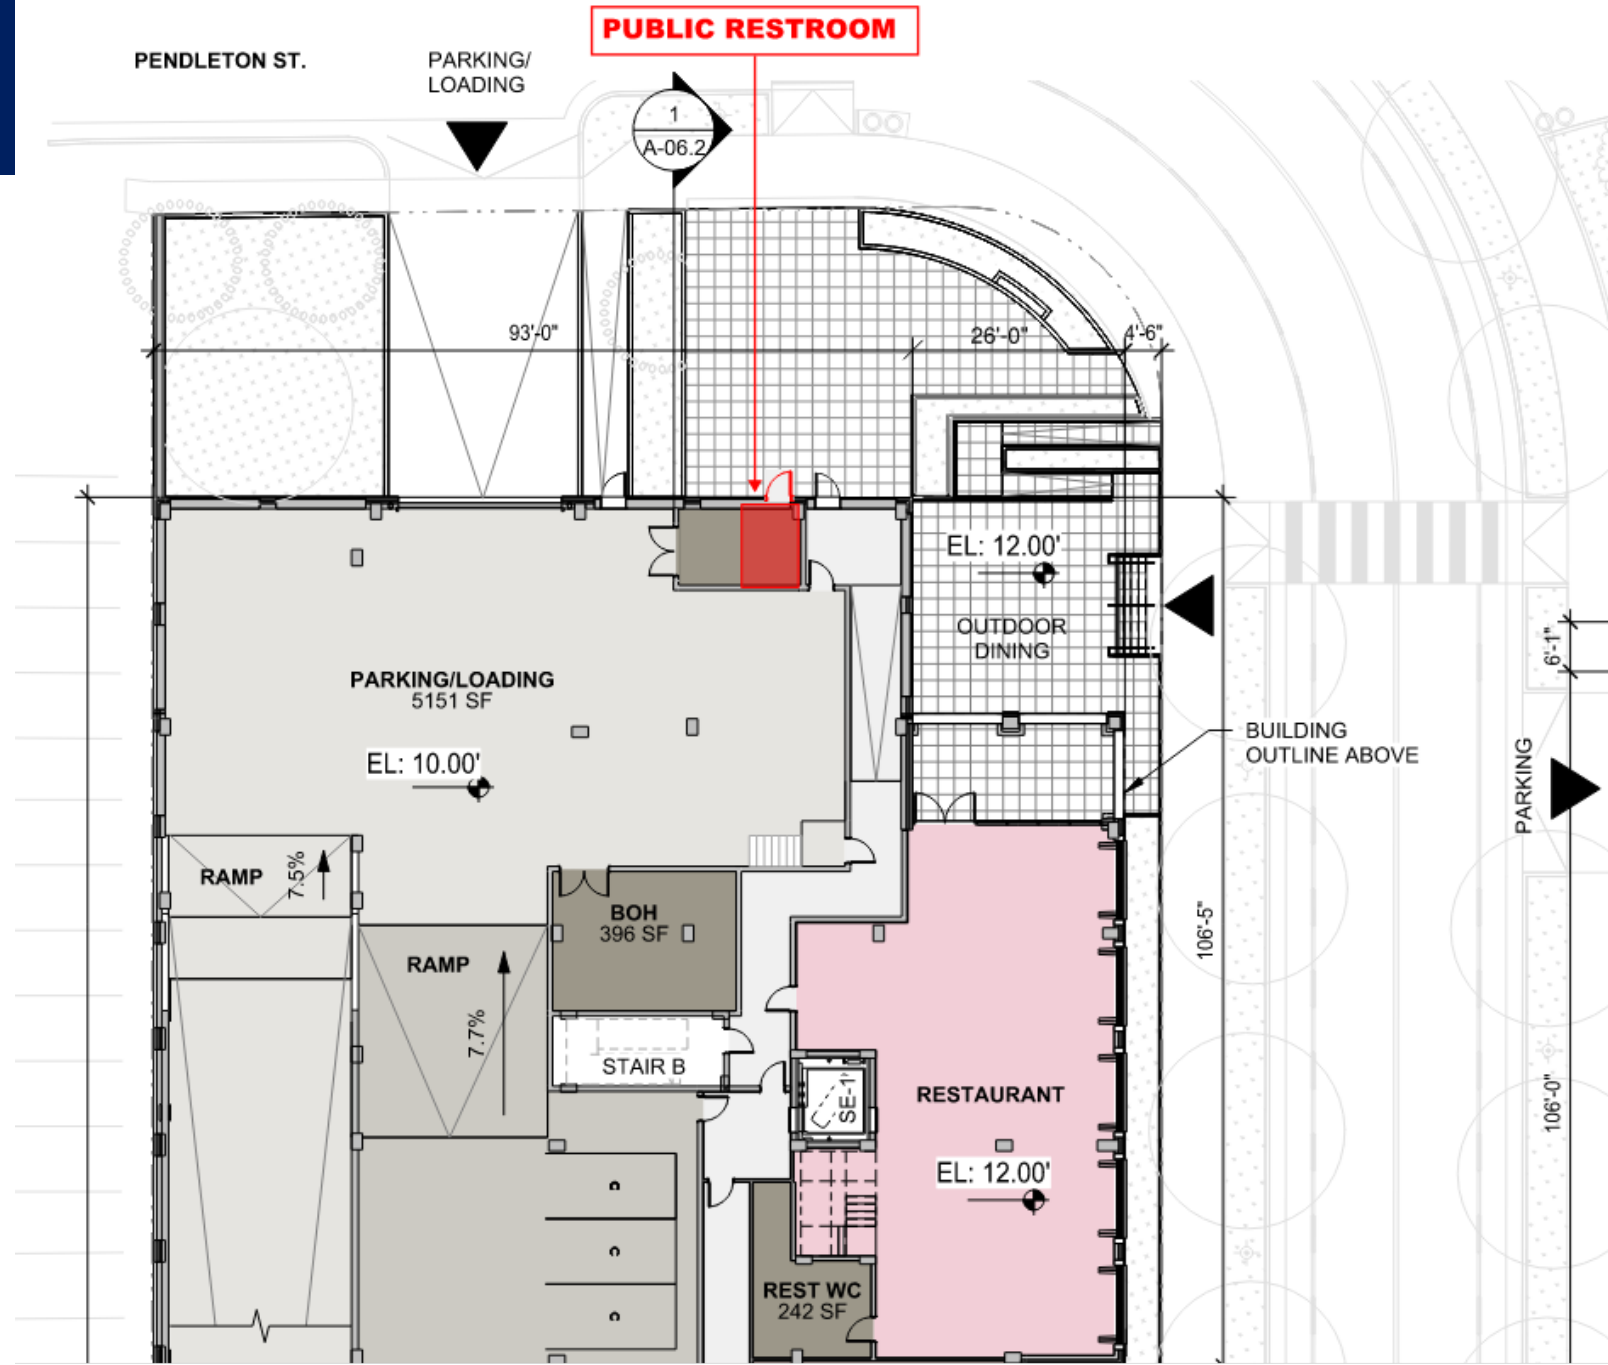 PUBLIC RESTROOM
PENDLETON ST.
PARKING/
LOADING
1
A-06.2
93'-0"
26'-0"
4'-6"
EL: 12.00'
OUTDOOR
DINING
6'-1"
PARKING/LOADING
5151 SF
EL: 10.00'
BUILDING
OUTLINE ABOVE
PARKING
RAMP
7.5%
BOH
396 SF
106'-5"
RAMP
7.7%
STAIR B
SE-1
RESTAURANT
106'-0"
EL: 12.00'
C
C
C
REST WC
242 SF